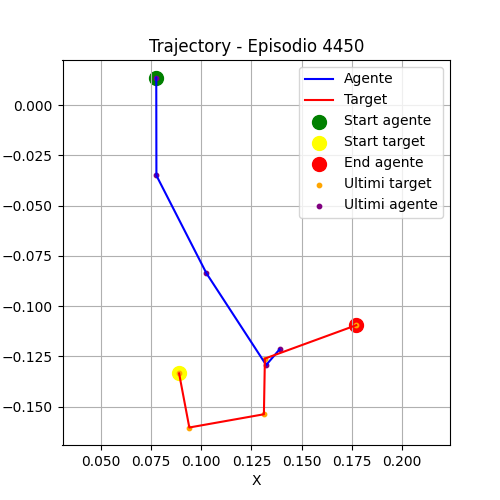 Trajectory - Episodio 4450
Agente
Target
Start agente
Start target
End agente
Ultimi target
Ultimi agente
0.000
−0.025
−0.050
−0.075
−0.100
−0.125
−0.150
0.050 0.075 0.100 0.125 0.150 0.175 0.200
X